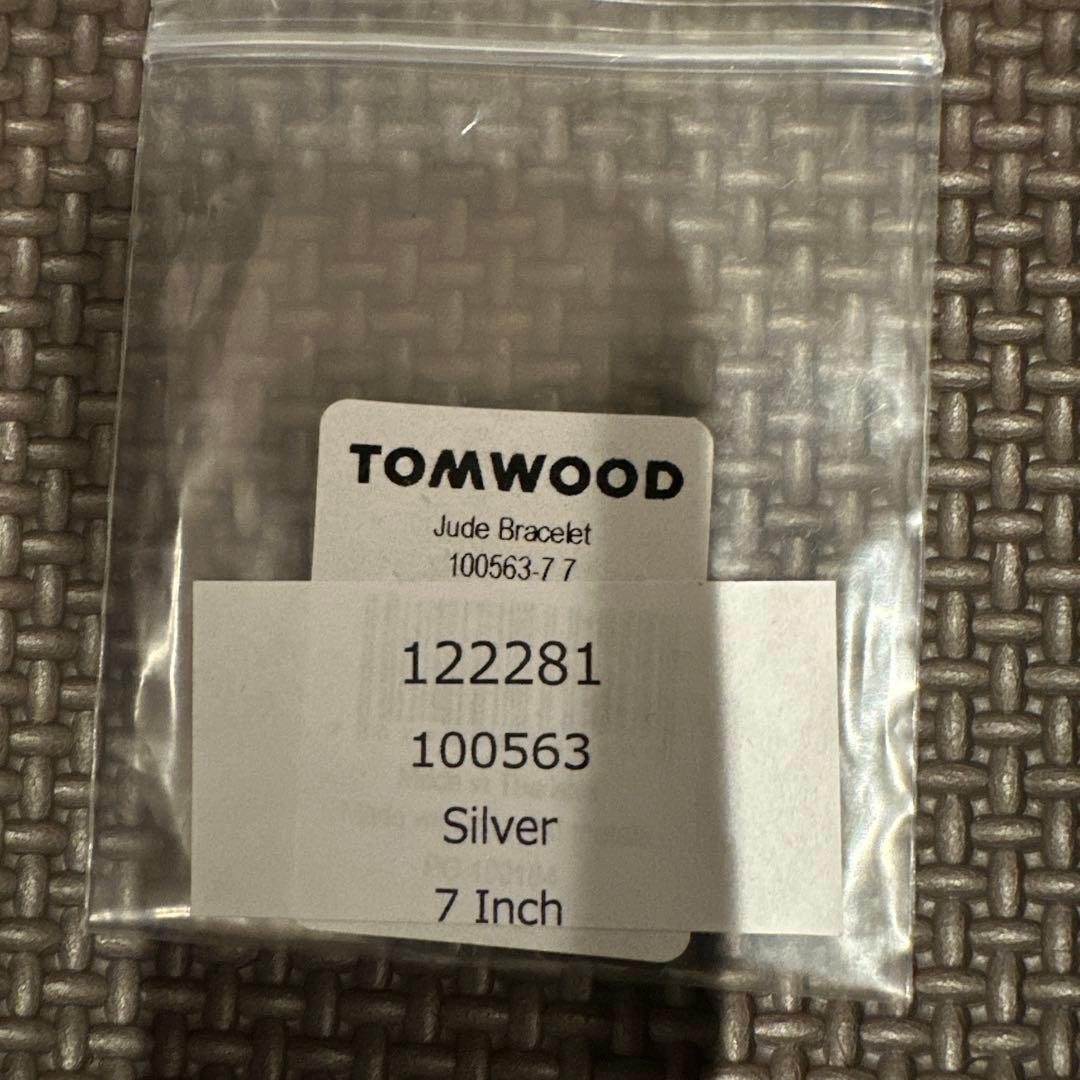 TOMWOOD
Jude Bracelet
100563-7 7
122281
100563
Silver
7 Inch